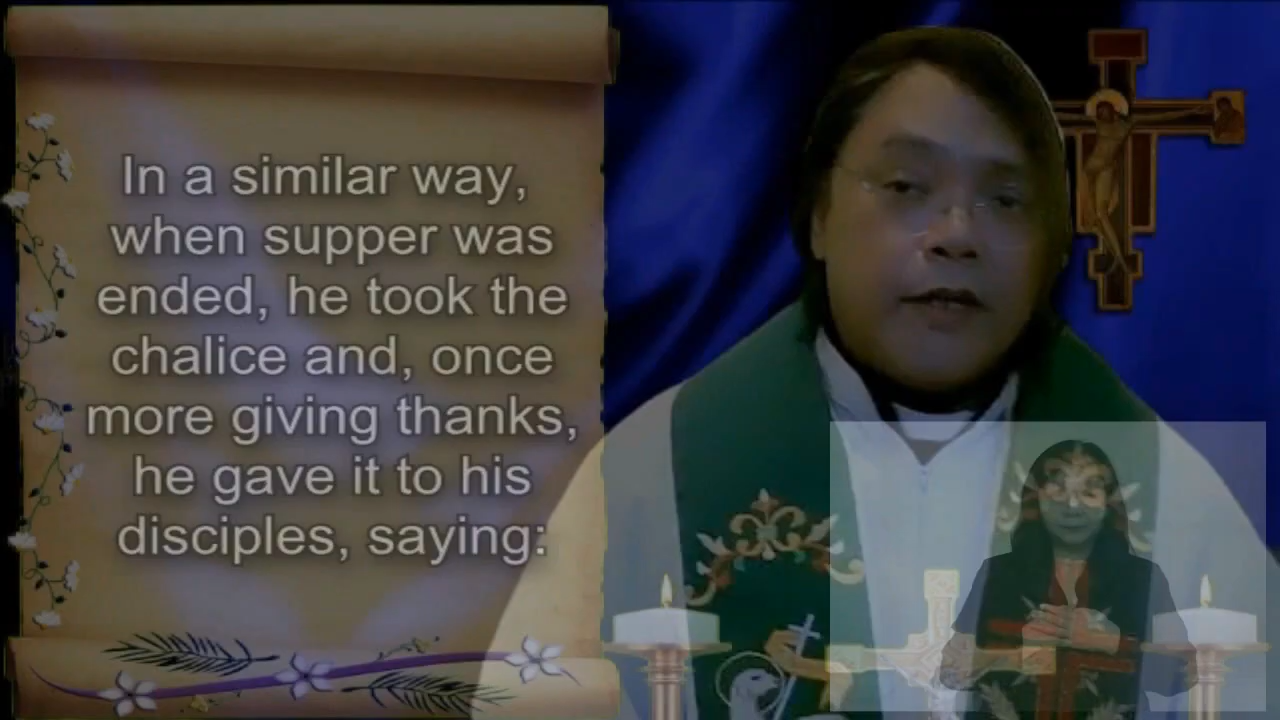 In a similar way,
when supper was
ended, he took the
chalice and, once
more giving thanks,
he gave it to his
disciples, saying: